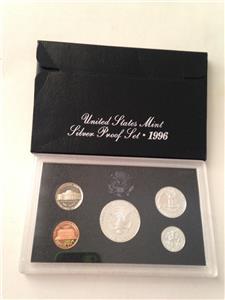 United States Mint
Silver Proof Set • 1996